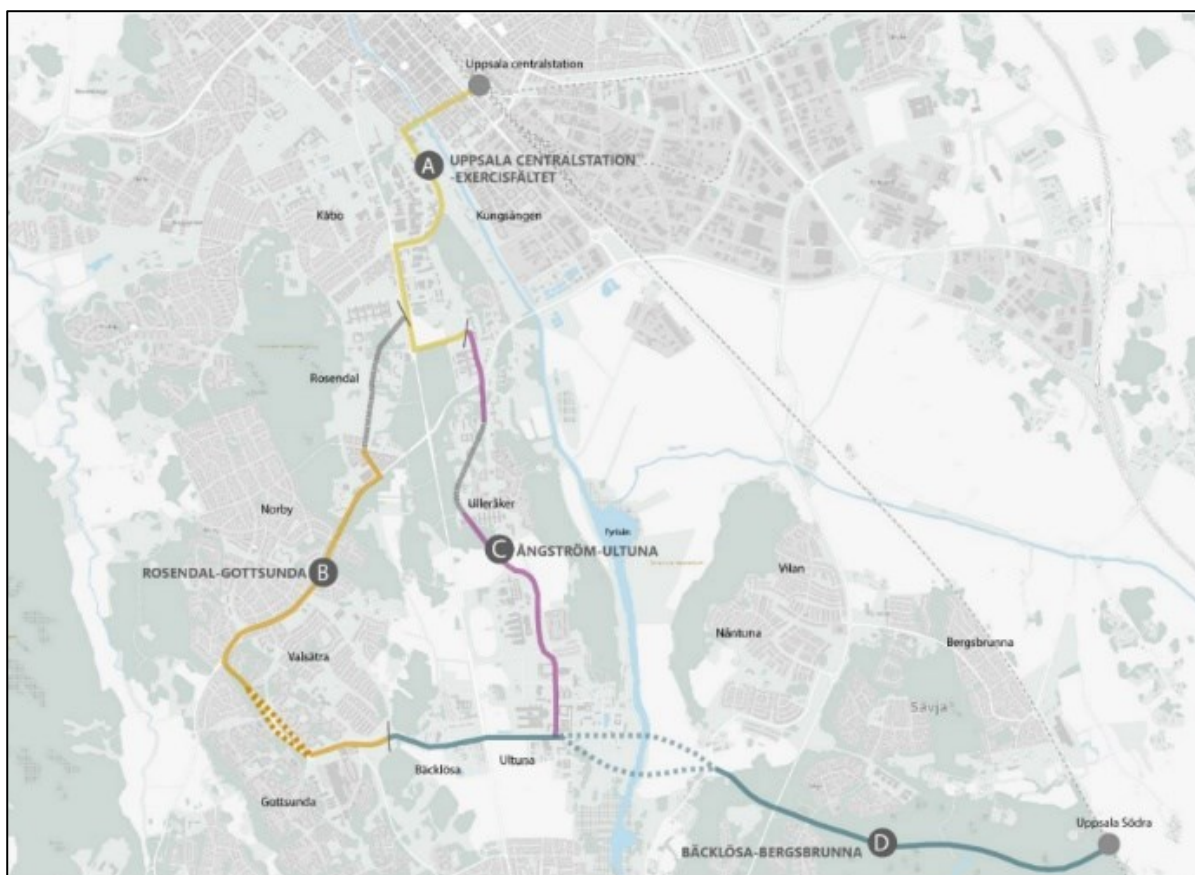 Uppsala centralstation
A
UPPSALA CENTRALSTATION
-EXERCISFÄLTET
Kåbo
Kungsängen
Rosendal
Norby
Ulleråker
Fyrisån
C
ÅNGSTRÖM-ULTUNA
ROSENDAL-GOTTSUNDA
B
Vilan
Nåntuna
Bergsbrunna
Valsätra
Sävja
Bäcklösa
Ultuna
Gottsunda
Uppsala Södra
BÄCKLÖSA-BERGSBRUNNA
D